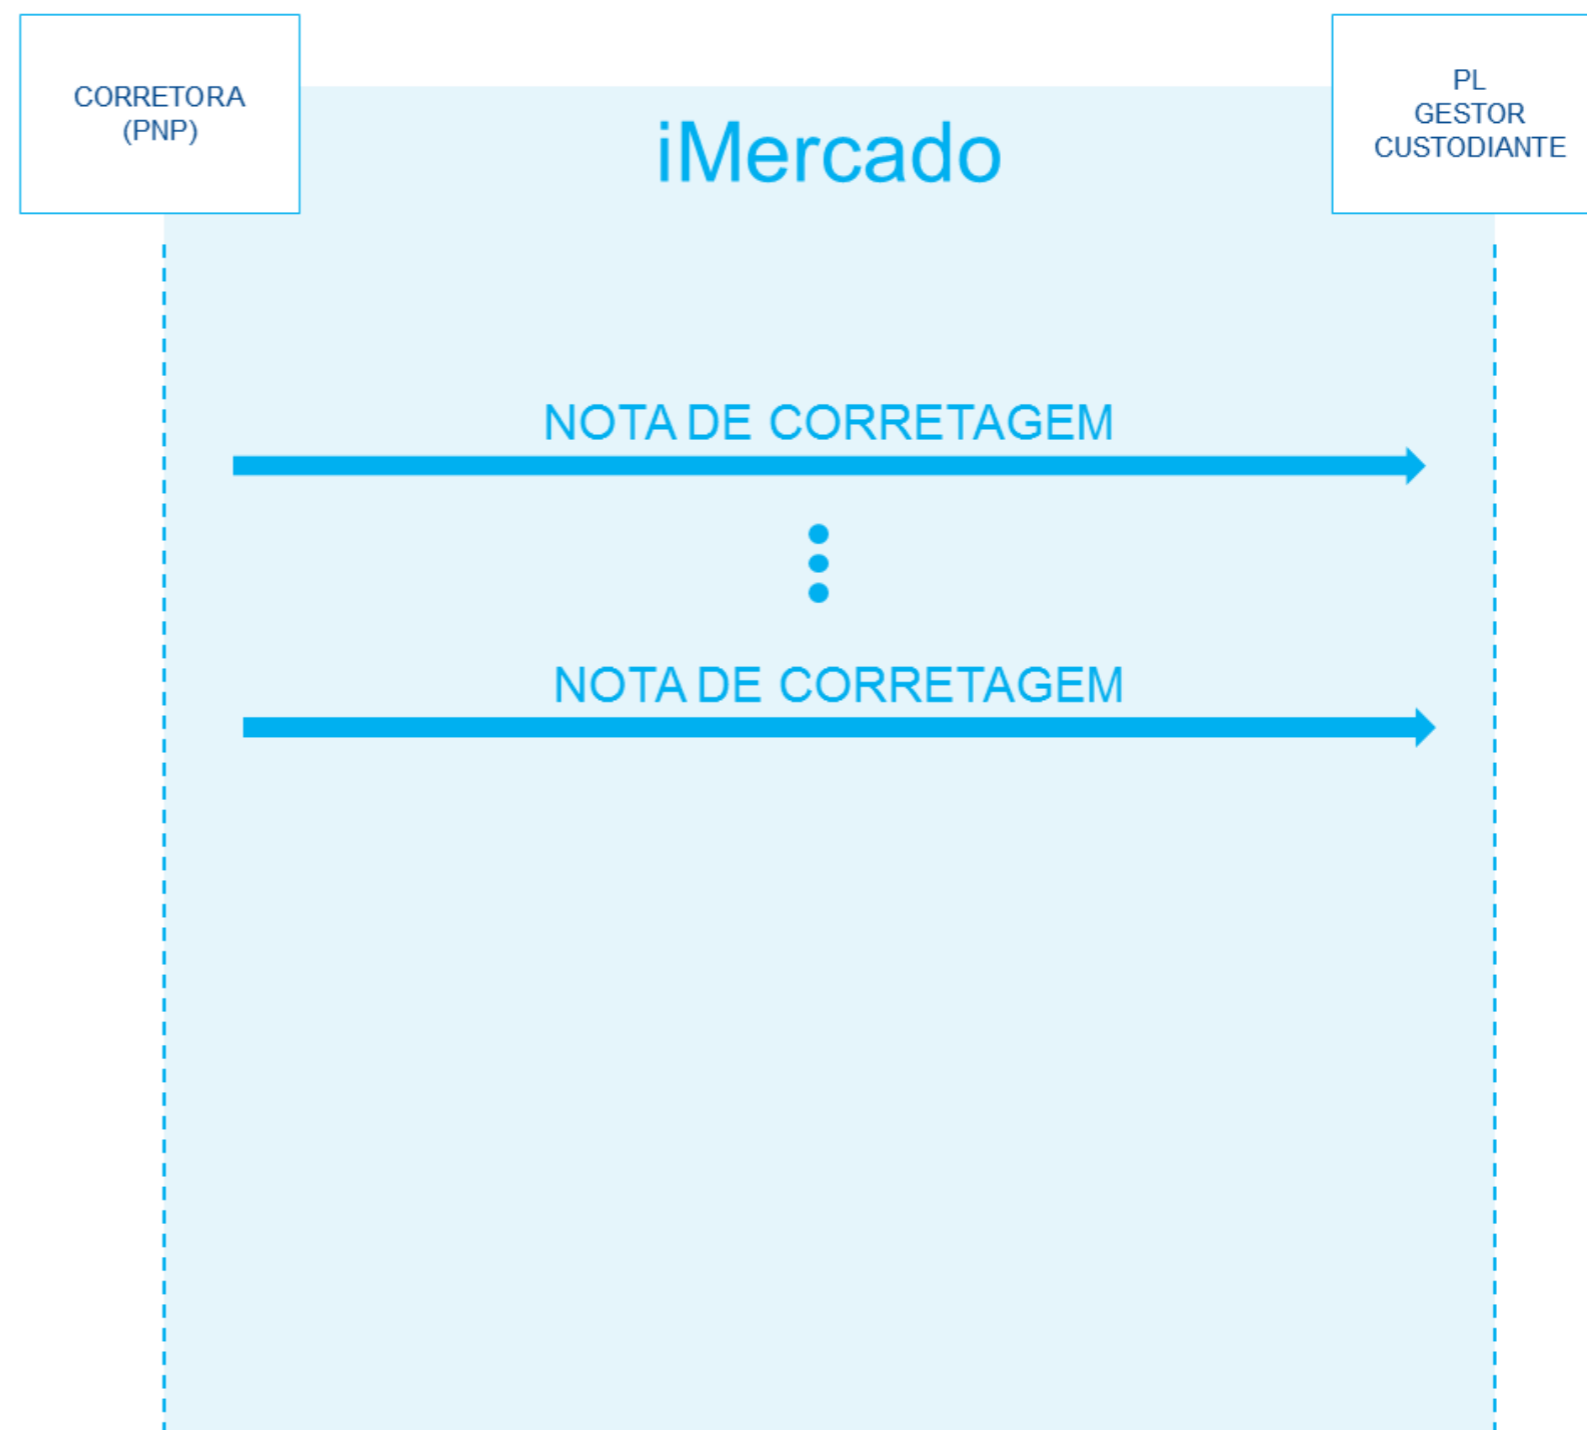 CORRETORA
(PNP)
PL
GESTOR
CUSTODIANTE
iMercado
NOTA DE CORRETAGEM
NOTA DE CORRETAGEM